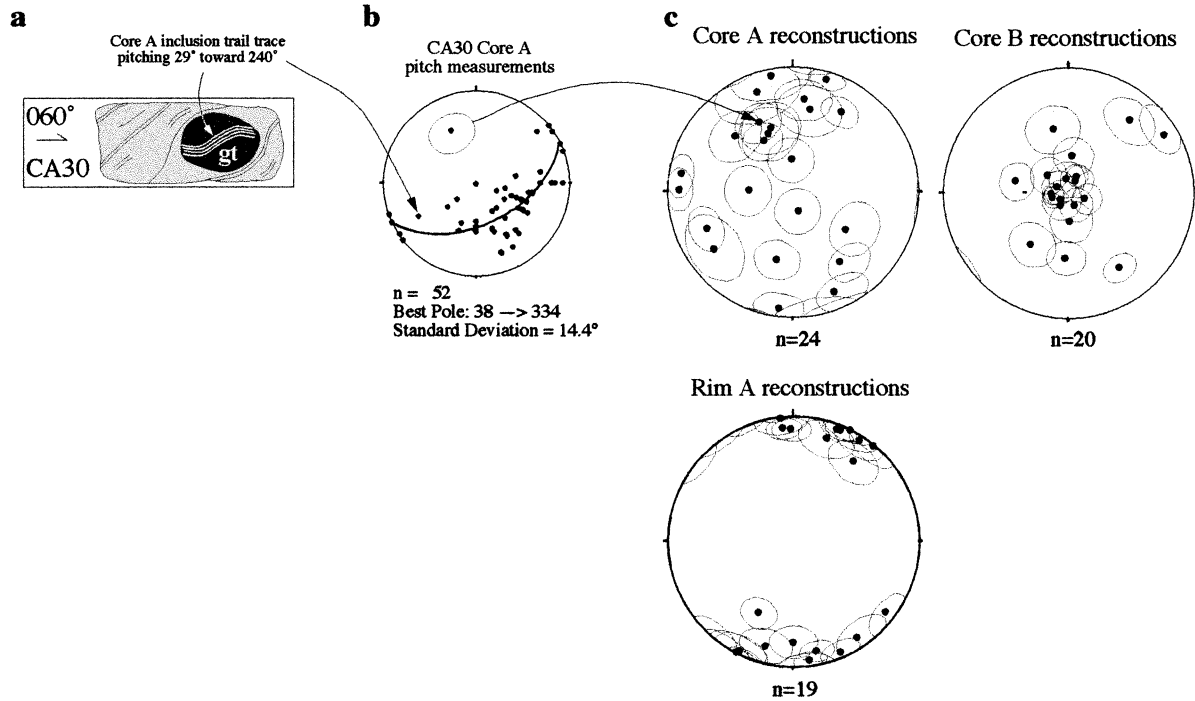 a
Core A inclusion trail trace
pitching 29° toward 240°
060°
CA30
gt
b
CA30 Core A
pitch measurements
n = 52
Best Pole: 38 —> 334
Standard Deviation = 14.4°
c
Core A reconstructions
n=24
Core B reconstructions
n=20
Rim A reconstructions
n=19